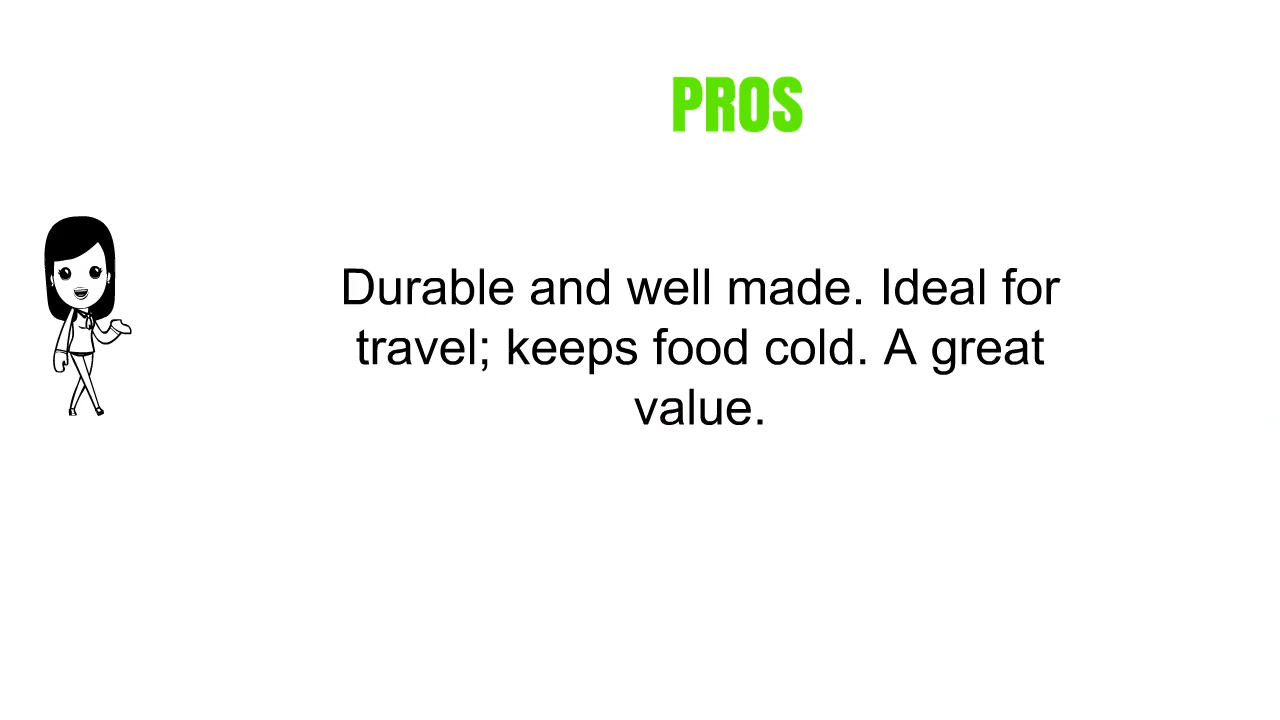 PROS
Durable and well made. Ideal for
travel; keeps food cold. A great
value.